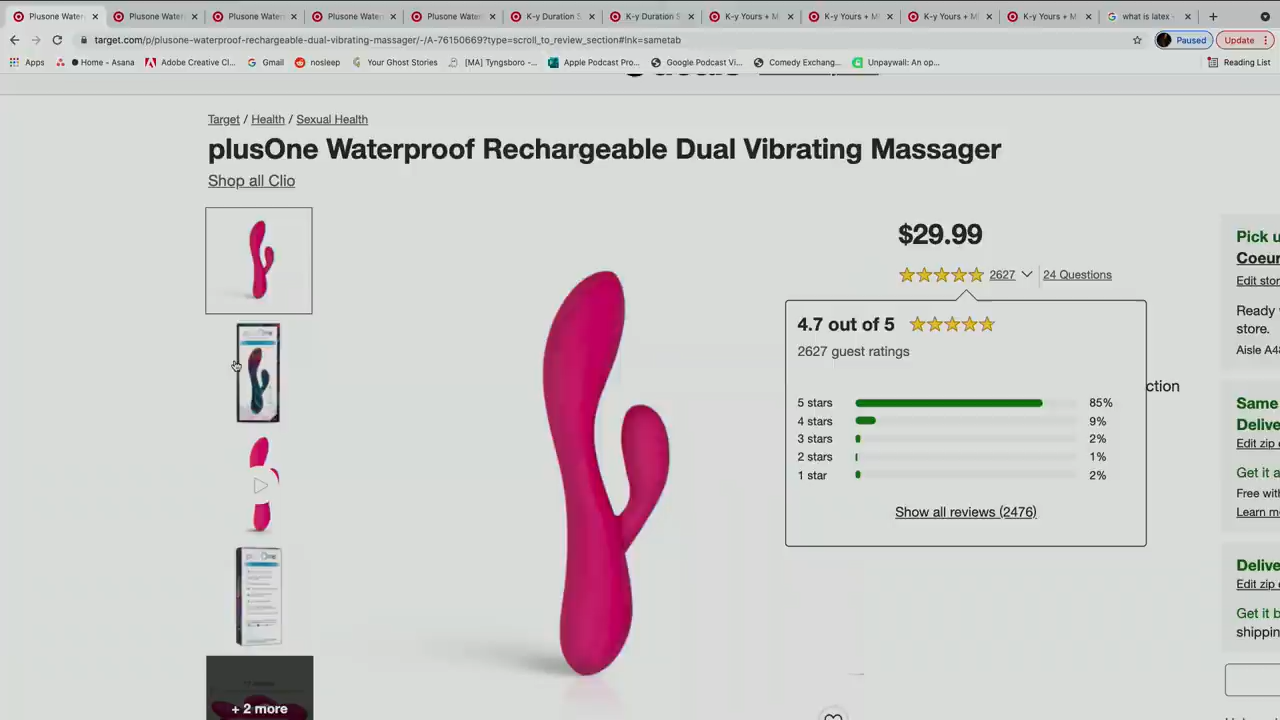 Plusone Water
Plusone Water
Plusone Water
Plusone Water
Plusone Water
K-y Duration S
K-y Duration S
K-y Yours + M
K-y Yours + M
K-y Yours + M
K-y Yours + M
what is latex -
target.com/p/plusone-waterproof-rechargeable-dual-vibrating-massager/-/A-76150669?type=scroll_to_review_section#lnk=sametab
Paused
Update
Apps
Home - Asana
Adobe Creative Cl...
Gmail
nosleep
Your Ghost Stories
[MA] Tyngsboro -...
Apple Podcast Pro...
Google Podcast Vi...
Comedy Exchang...
Unpaywall: An op...
Reading List
Target / Health / Sexual Health
plusOne Waterproof Rechargeable Dual Vibrating Massager
Shop all Clio
$29.99
2627
24 Questions
4.7 out of 5
2627 guest ratings
5 stars 85%
4 stars 9%
3 stars 2%
2 stars 1%
1 star 2%
Show all reviews (2476)
ction
Pick u
Coeur
Edit stor
Ready
store.
Aisle A48
Same
Delive
Edit zip
Get it a
Free with
Learn m
Delive
Edit zip
Get it b
shippin
+ 2 more